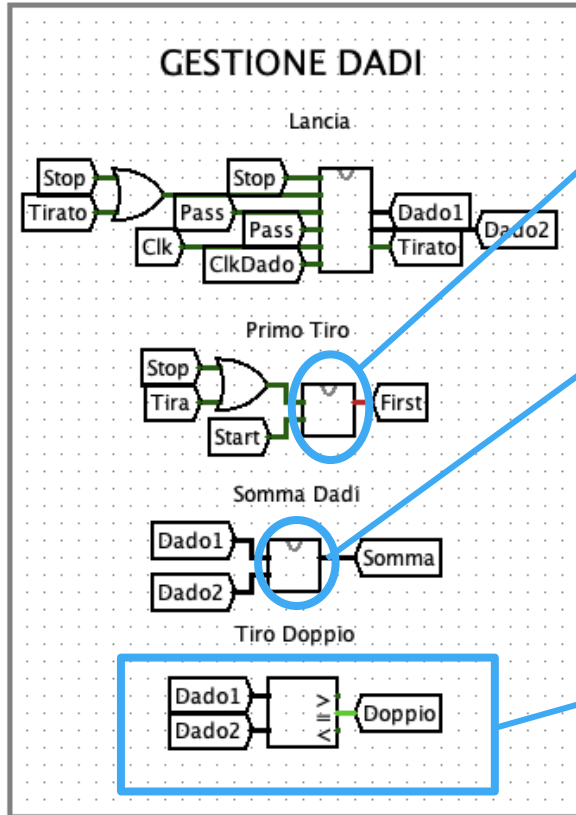 GESTIONE DADI
Lancia
Stop
Stop
Tirato
Pass
Dado1
Pass
Dado2
Clk
Tirato
ClkDado
Primo Tiro
Stop
Tira
First
Start
Somma Dadi
Dado1
Somma
Dado2
Tiro Doppio
Dado1
>
=
Doppio
Dado2
<